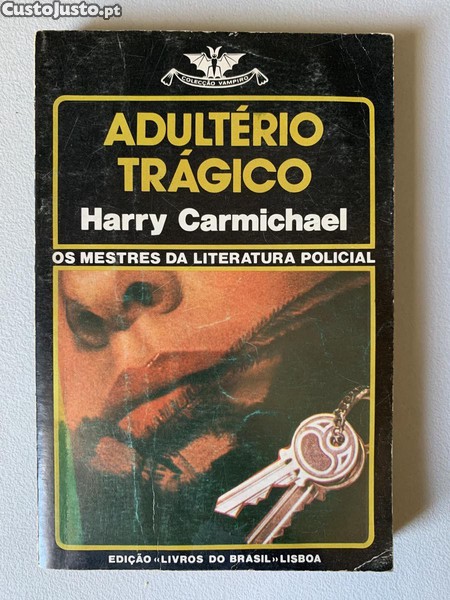 CustoJusto.pt
COLECÇÃO VAMPIRO
ADULTÉRIO
TRÁGICO
Harry Carmichael
OS MESTRES DA LITERATURA POLICIAL
EDIÇÃO «LIVROS DO BRASIL» LISBOA